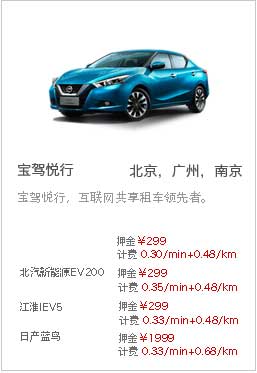 宝驾悦行 北京，广州，南京
宝驾悦行，互联网共享租车领先者。
押金 ¥299
计费 0.30/min+0.48/km
北汽新能源EV200 押金 ¥299
计费 0.35/min+0.48/km
江淮IEV5 押金 ¥299
计费 0.33/min+0.48/km
日产蓝鸟 押金 ¥1999
计费 0.33/min+0.68/km